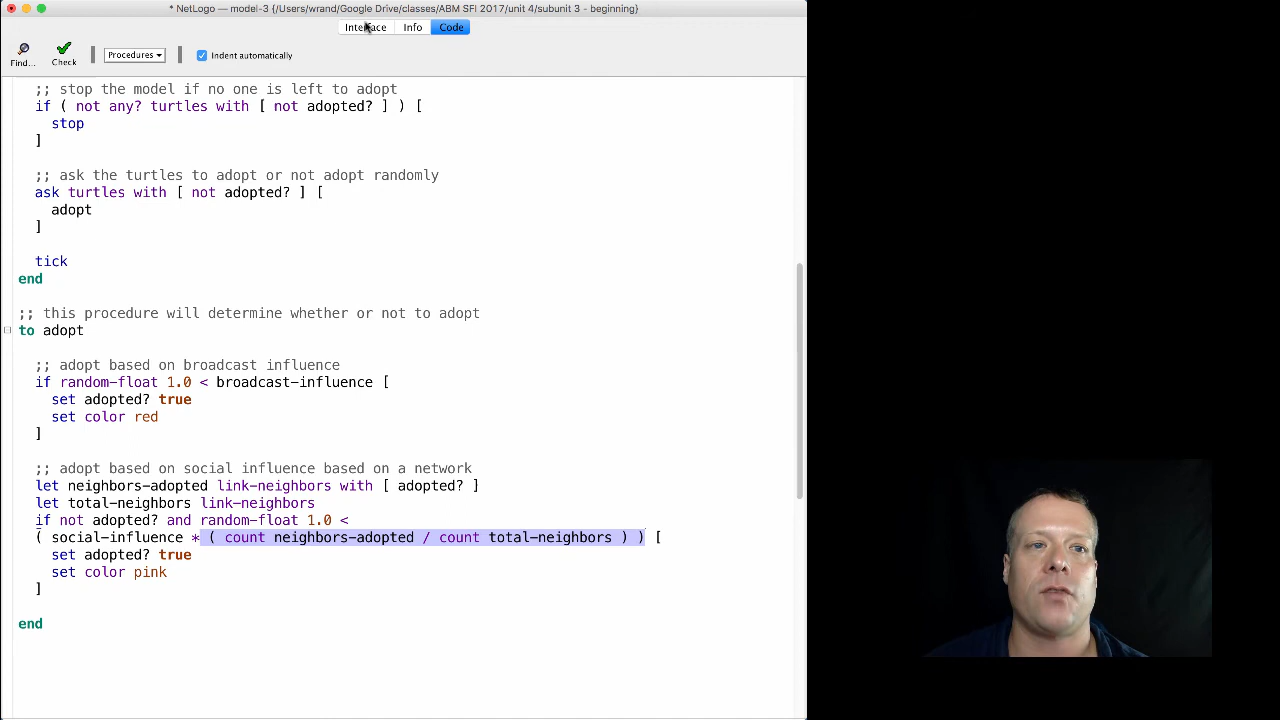 * NetLogo — model-3 {/Users/wrand/Google Drive/classes/ABM SFI 2017/unit 4/subunit 3 - beginning}
Interface Info Code
Find... Check Procedures Indent automatically
;; stop the model if no one is left to adopt
if ( not any? turtles with [ not adopted? ] ) [
stop
]
;; ask the turtles to adopt or not adopt randomly
ask turtles with [ not adopted? ] [
adopt
]
tick
end
;; this procedure will determine whether or not to adopt
to adopt
;; adopt based on broadcast influence
if random-float 1.0 < broadcast-influence [
set adopted? true
set color red
]
;; adopt based on social influence based on a network
let neighbors-adopted link-neighbors with [ adopted? ]
let total-neighbors link-neighbors
if not adopted? and random-float 1.0 <
( social-influence * ( count neighbors-adopted / count total-neighbors ) ) [
set adopted? true
set color pink
]
end